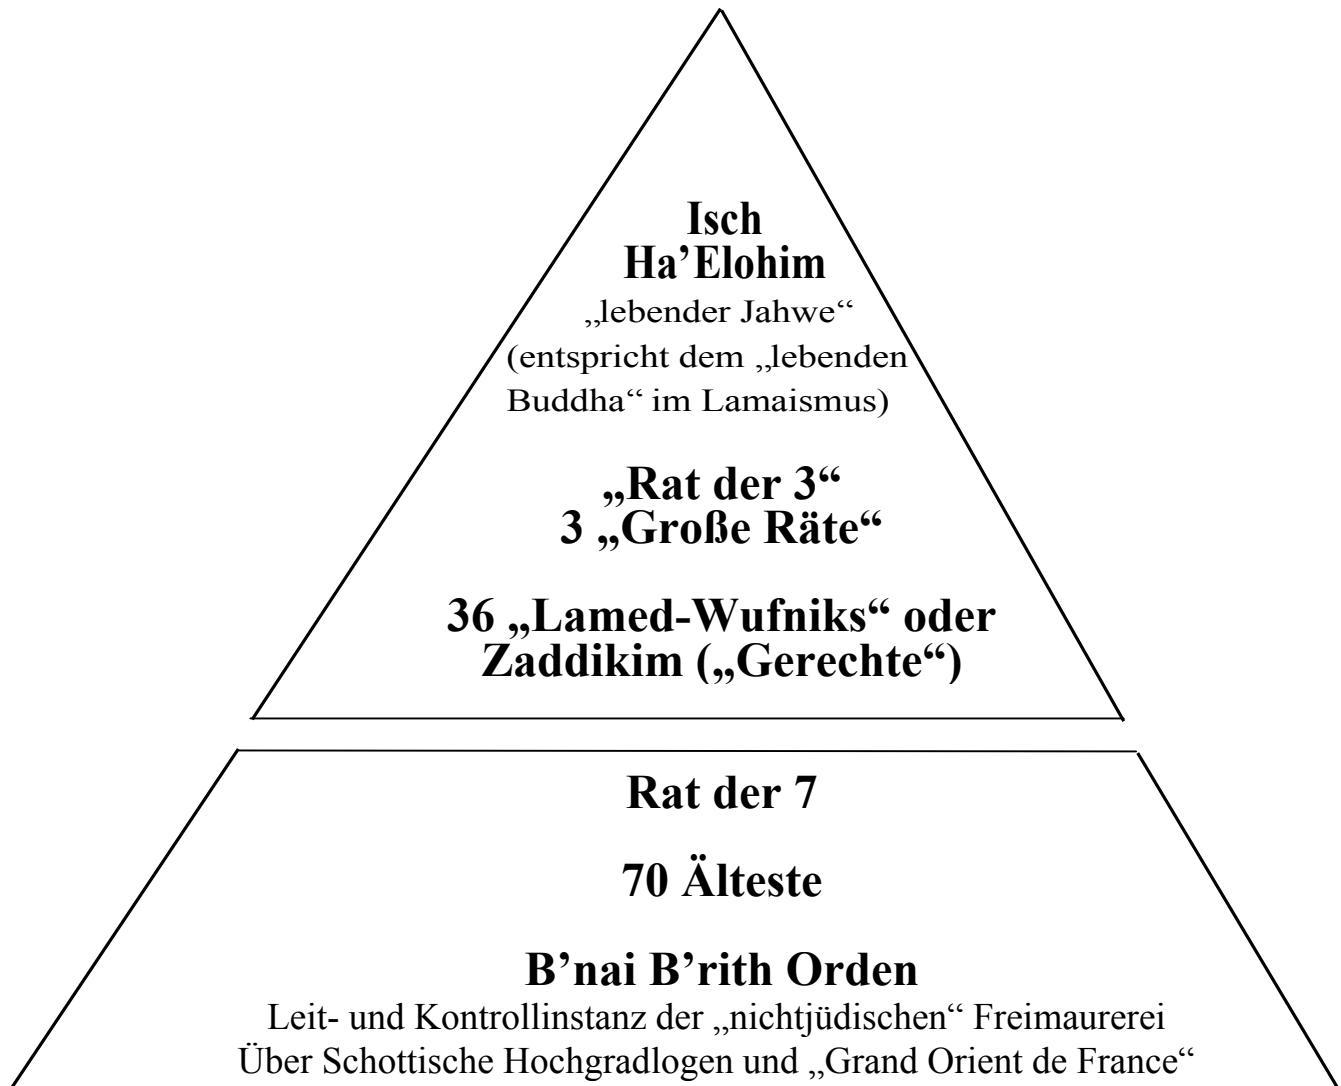 Isch
Ha’Elohim
„lebender Jahwe“
(entspricht dem „lebenden
Buddha“ im Lamaismus)
„Rat der 3“
3 „Große Räte“
36 „Lamed-Wufniks“ oder
Zaddikim („Gerechte“)
Rat der 7
70 Älteste
B’nai B’rith Orden
Leit- und Kontrollinstanz der „nichtjüdischen“ Freimaurerei
Über Schottische Hochgradlogen und „Grand Orient de France“